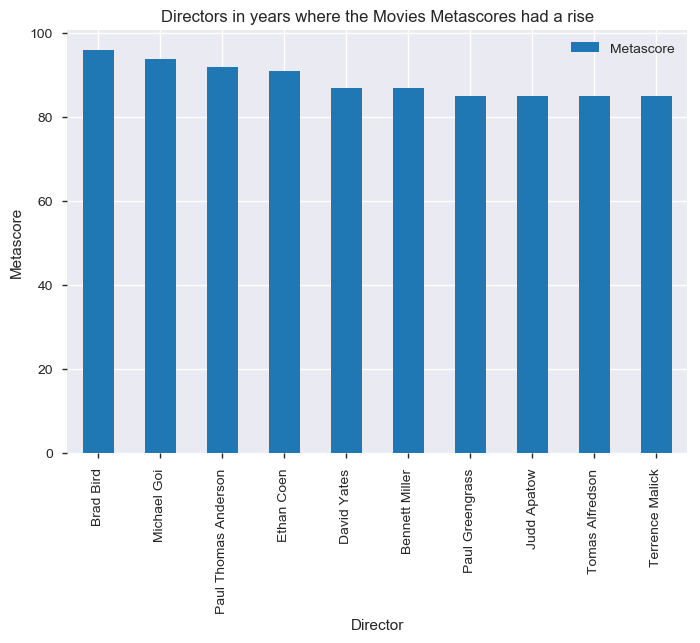 Directors in years where the Movies Metascores had a rise
Metascore
100
80
60
40
20
0
Metascore
Brad Bird
Michael Goi
Paul Thomas Anderson
Ethan Coen
David Yates
Bennett Miller
Paul Greengrass
Judd Apatow
Tomas Alfredson
Terrence Malick
Director